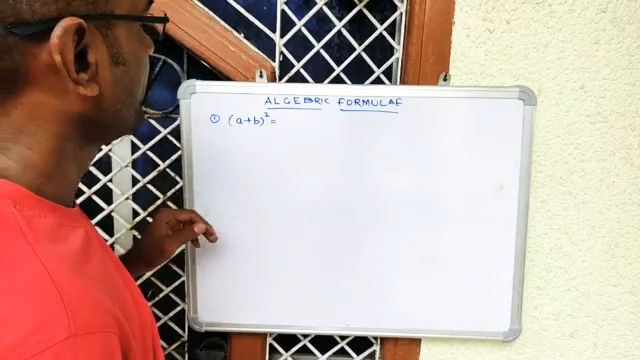 ALGEBRIC FORMULAE
① (a+b)² =